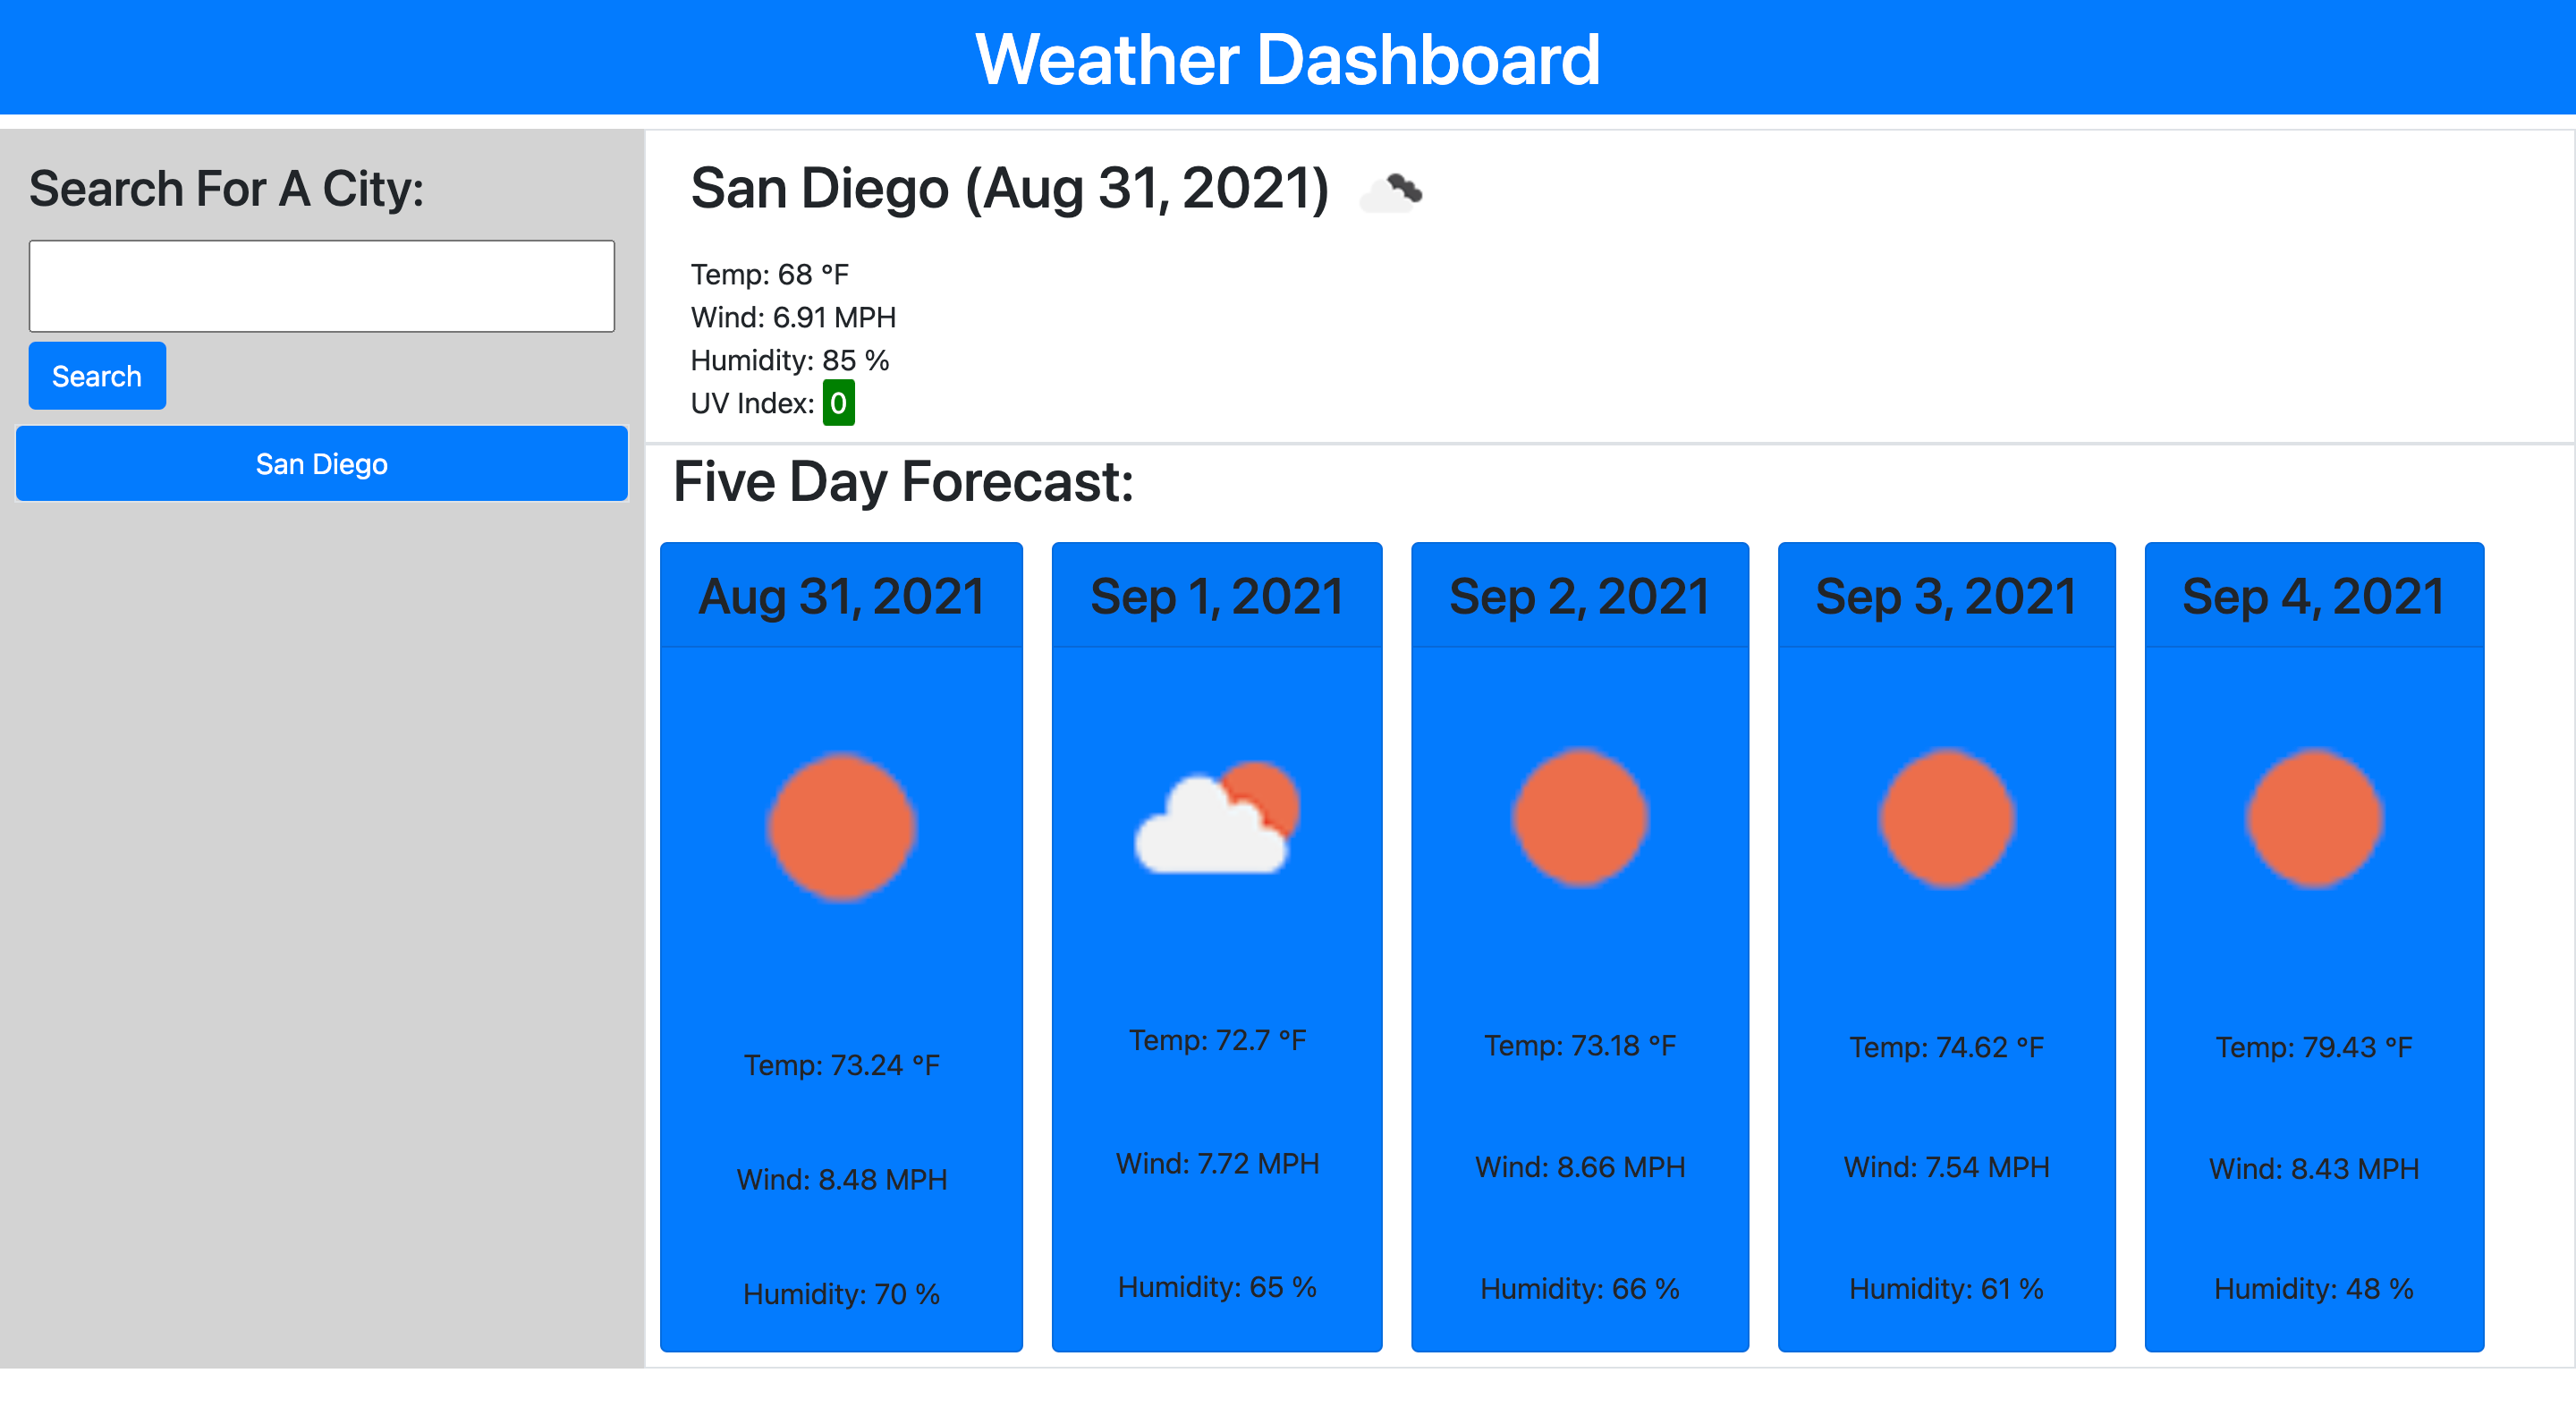 Weather Dashboard
Search For A City:
Search
San Diego
San Diego (Aug 31, 2021)
Temp: 68 °F
Wind: 6.91 MPH
Humidity: 85 %
UV Index: 0
Five Day Forecast:
Aug 31, 2021
Temp: 73.24 °F
Wind: 8.48 MPH
Humidity: 70 %
Sep 1, 2021
Temp: 72.7 °F
Wind: 7.72 MPH
Humidity: 65 %
Sep 2, 2021
Temp: 73.18 °F
Wind: 8.66 MPH
Humidity: 66 %
Sep 3, 2021
Temp: 74.62 °F
Wind: 7.54 MPH
Humidity: 61 %
Sep 4, 2021
Temp: 79.43 °F
Wind: 8.43 MPH
Humidity: 48 %